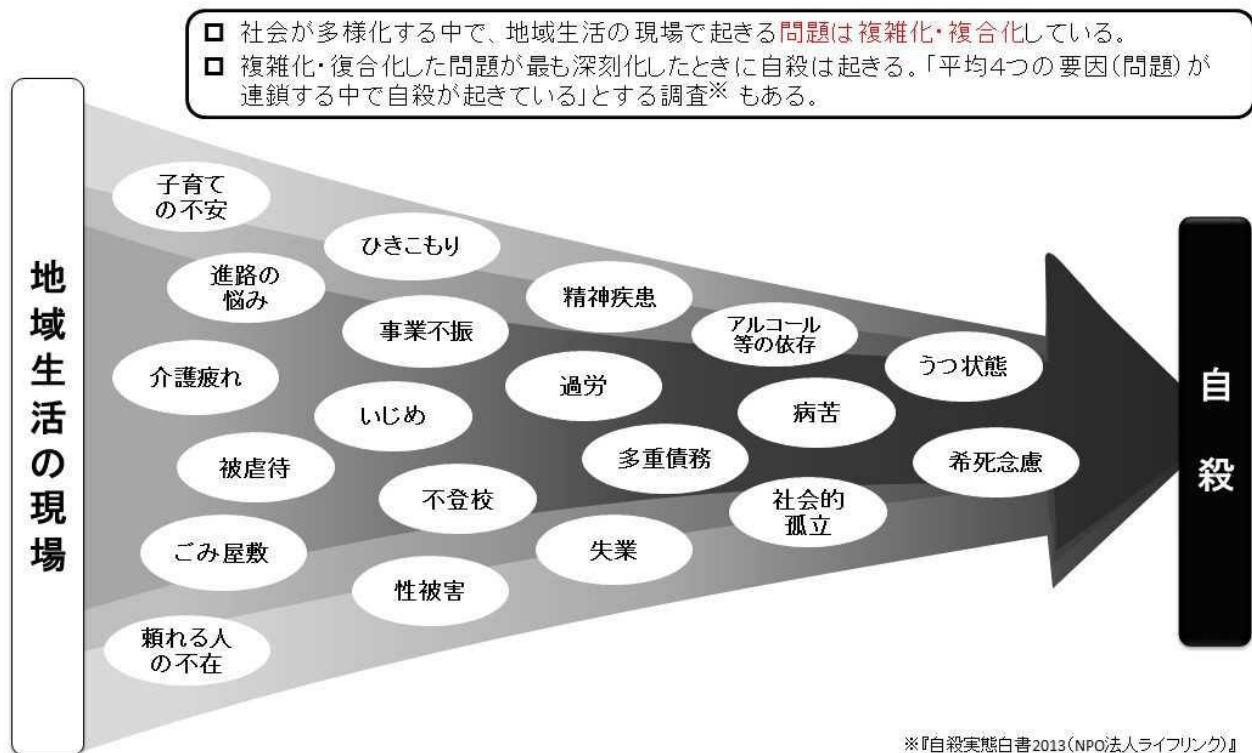 □ 社会が多様化する中で、地域生活の現場で起きる問題は複雑化・複合化している。
□ 複雑化・復合化した問題が最も深刻化したときに自殺は起きる。「平均4つの要因(問題)が
連鎖する中で自殺が起きている」とする調査※ もある。
地域生活の現場
子育て
の不安
ひきこもり
進路の
悩み
精神疾患
事業不振
アルコール
等の依存
うつ状態
介護疲れ
過労
いじめ
病苦
被虐待
多重債務
希死念慮
不登校
社会的
孤立
ごみ屋敷
失業
性被害
頼れる人
の不在
自殺
※『自殺実態白書2013(NPO法人ライフリンク)』